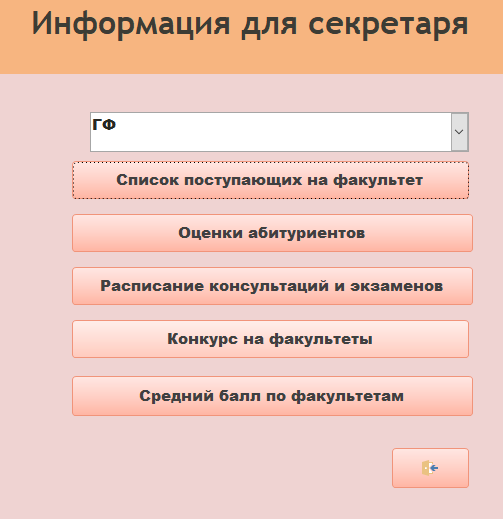 Информация для секретаря
ГФ
Список поступающих на факультет
Оценки абитуриентов
Расписание консультаций и экзаменов
Конкурс на факультеты
Средний балл по факультетам